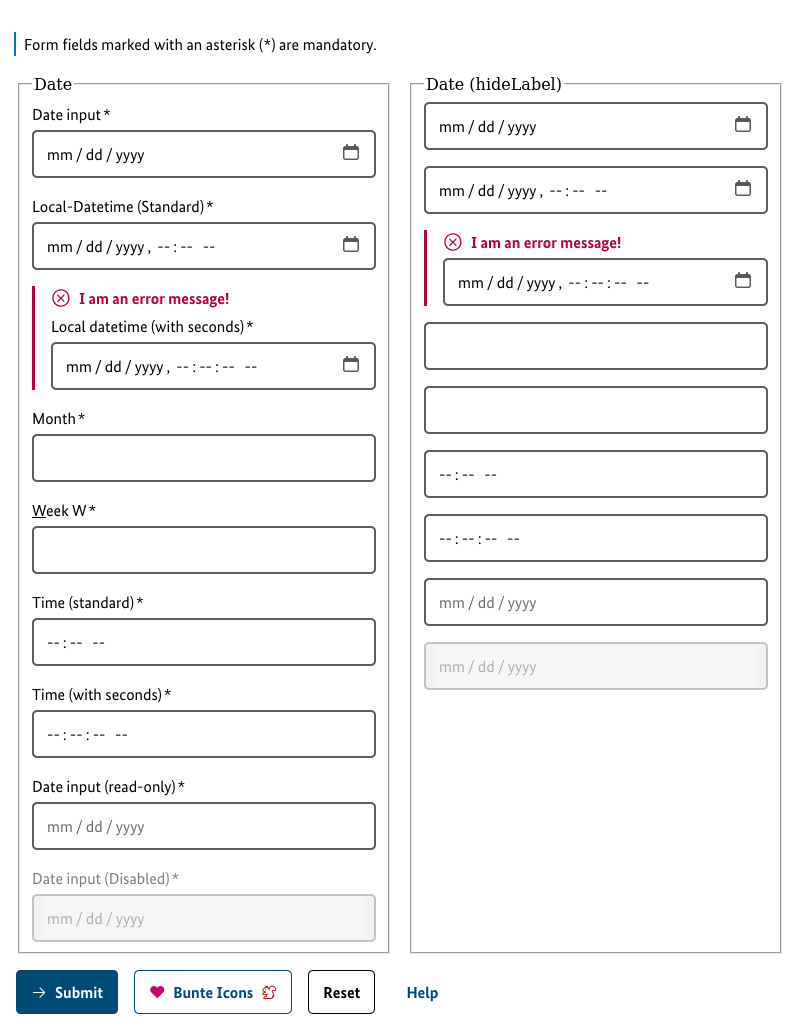 Form fields marked with an asterisk (*) are mandatory.
Date
Date input *
mm / dd / yyyy
Local-Datetime (Standard) *
mm / dd / yyyy , -- : -- --
I am an error message!
Local datetime (with seconds) *
mm / dd / yyyy , -- : -- : -- --
Month *
Week W *
Time (standard) *
-- : -- --
Time (with seconds) *
-- : -- : -- --
Date input (read-only) *
mm / dd / yyyy
Date input (Disabled) *
mm / dd / yyyy
Date (hideLabel)
mm / dd / yyyy
mm / dd / yyyy , -- : -- --
I am an error message!
mm / dd / yyyy , -- : -- : -- --
-- : -- --
-- : -- : -- --
mm / dd / yyyy
mm / dd / yyyy
Submit
Bunte Icons
Reset
Help